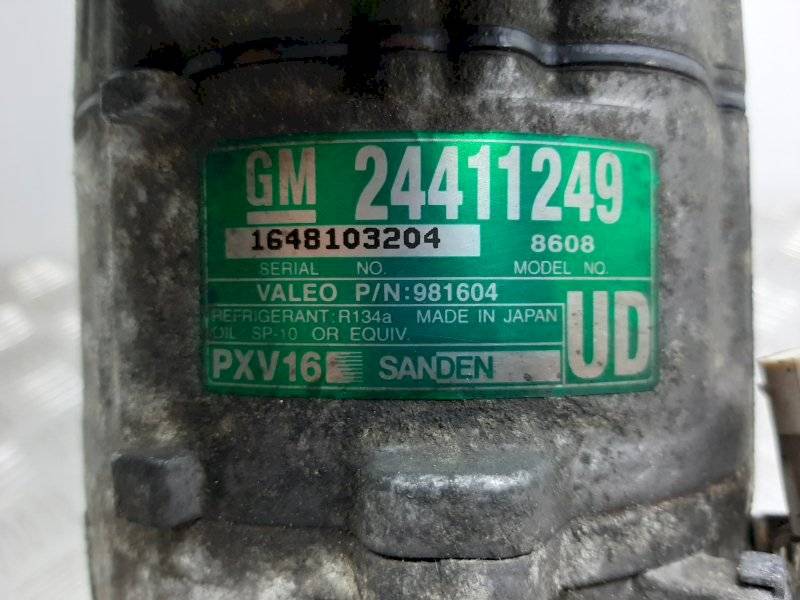 GM 24411249
1648103204 8608
SERIAL NO. MODEL NO.
VALEO P/N:981604
REFRIGERANT:R134a MADE IN JAPAN
OIL SP-10 OR EQUIV.
PXV16 SANDEN UD